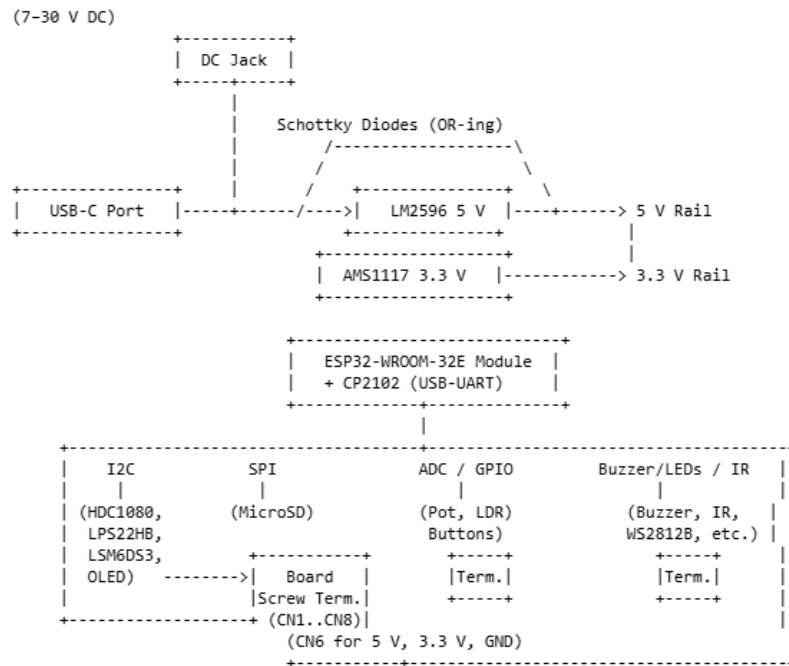 (7–30 V DC)
DC Jack
Schottky Diodes (OR-ing)
USB-C Port LM2596 5 V 5 V Rail
AMS1117 3.3 V 3.3 V Rail
ESP32-WROOM-32E Module
+ CP2102 (USB-UART)
I2C SPI ADC / GPIO Buzzer/LEDs / IR
(HDC1080, (MicroSD) (Pot, LDR) (Buzzer, IR,
LPS22HB, Buttons) WS2812B, etc.)
LSM6DS3,
OLED) Board Term. Term.
Screw Term.
(CN1..CN8)
(CN6 for 5 V, 3.3 V, GND)